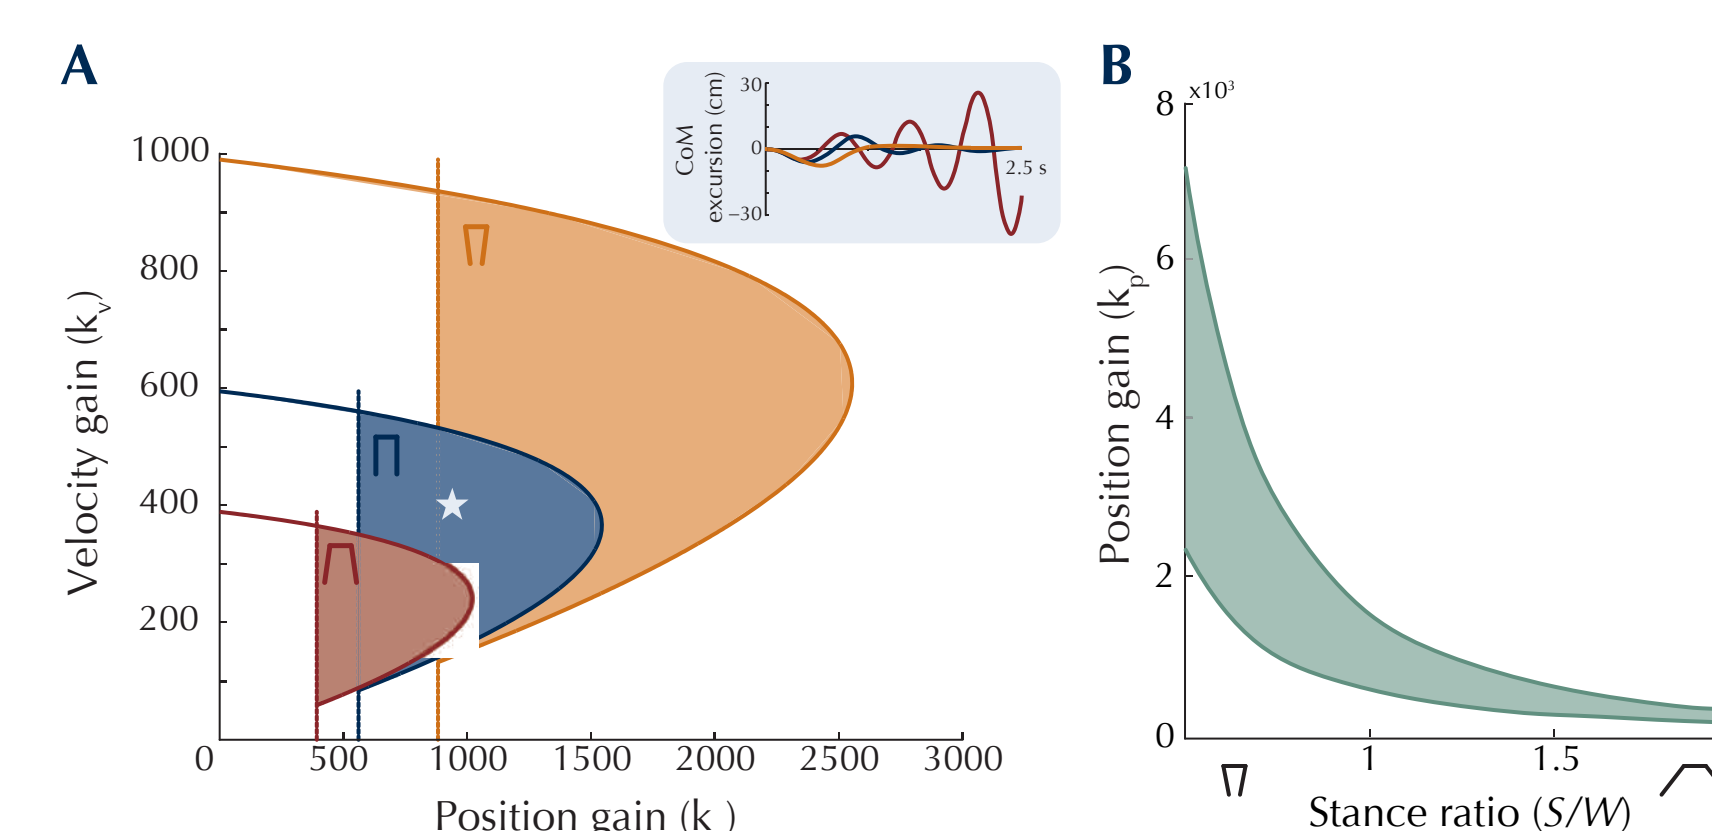 A
1000
800
600
400
200
0
500
1000
1500
2000
2500
3000
Velocity gain (kv)
Position gain (k )
30
0
−30
CoM
excursion (cm)
2.5 s
B
8 x10³
6
4
2
0
1
1.5
Position gain (kp)
Stance ratio (S/W)